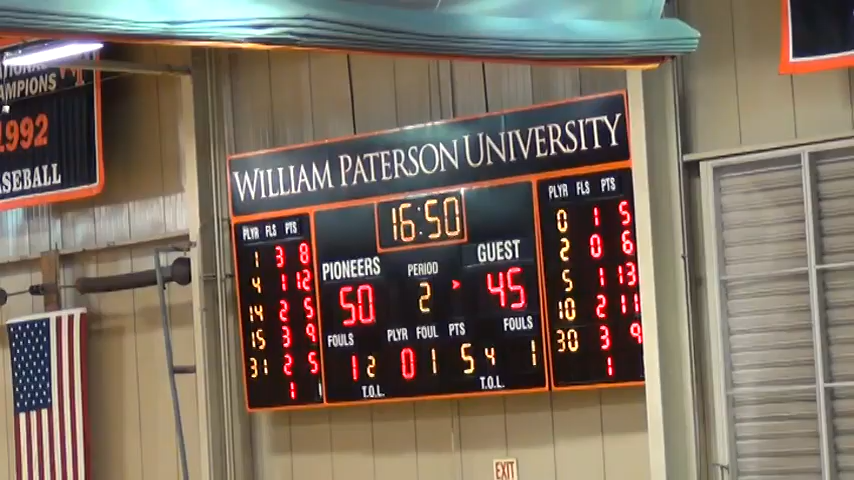 1992
WILLIAM PATERSON UNIVERSITY
16:50
PLYR FLS PTS
1 3 8
4 1 12
14 2 5
15 3 9
31 2 5
1
PIONEERS
50
PERIOD
2
GUEST
45
FOULS PLYR FOUL PTS FOULS
1 2 0 1 5 4 1
T.O.L. T.O.L.
PLYR FLS PTS
0 1 5
2 0 6
5 1 13
10 2 11
30 3 9
1
EXIT